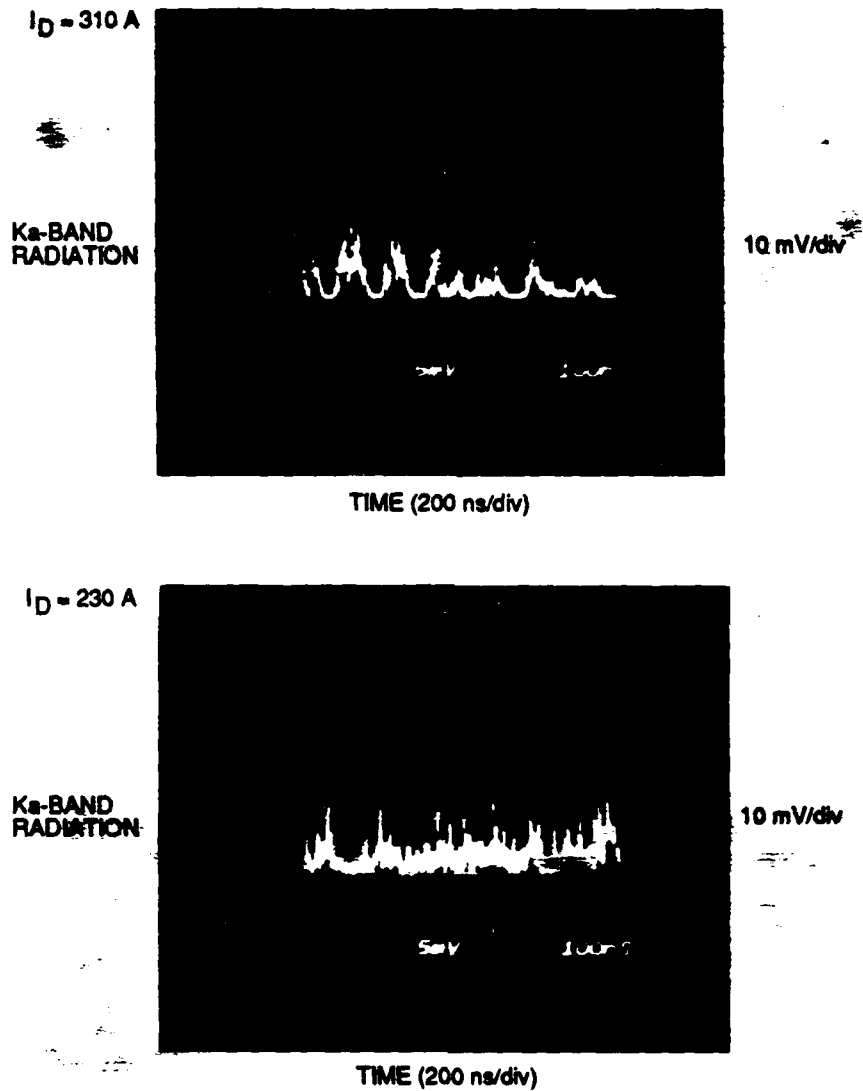 I_D ≈ 310 A
Ka-BAND
RADIATION
10 mV/div
5mV
TIME (200 ns/div)
I_D ≈ 230 A
Ka-BAND
RADIATION
10 mV/div
5mV
TIME (200 ns/div)